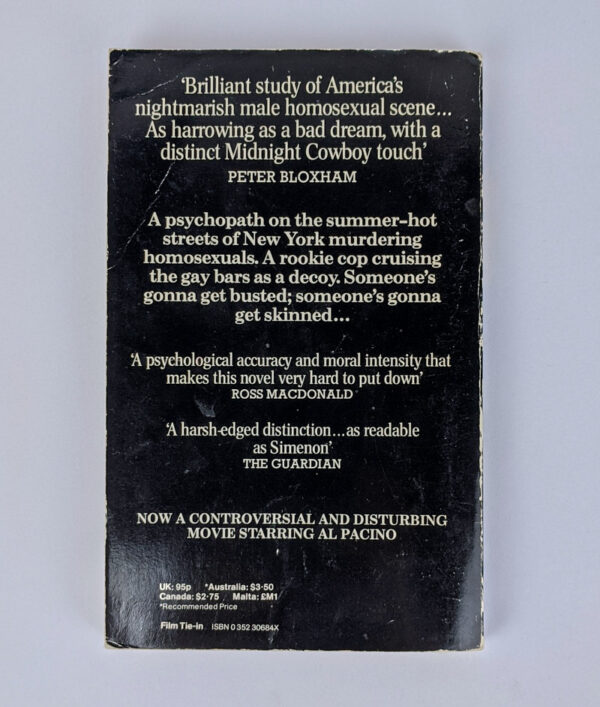 ‘Brilliant study of America’s
nightmarish male homosexual scene...
As harrowing as a bad dream, with a
distinct Midnight Cowboy touch’
PETER BLOXHAM
A psychopath on the summer-hot
streets of New York murdering
homosexuals. A rookie cop cruising
the gay bars as a decoy. Someone’s
gonna get busted; someone’s gonna
get skinned...
‘A psychological accuracy and moral intensity that
makes this novel very hard to put down’
ROSS MACDONALD
‘A harsh-edged distinction...as readable
as Simenon’
THE GUARDIAN
NOW A CONTROVERSIAL AND DISTURBING
MOVIE STARRING AL PACINO
UK: 95p *Australia: $3·50
Canada: $2·75 Malta: £M1
*Recommended Price
Film Tie-in ISBN 0 352 30684X